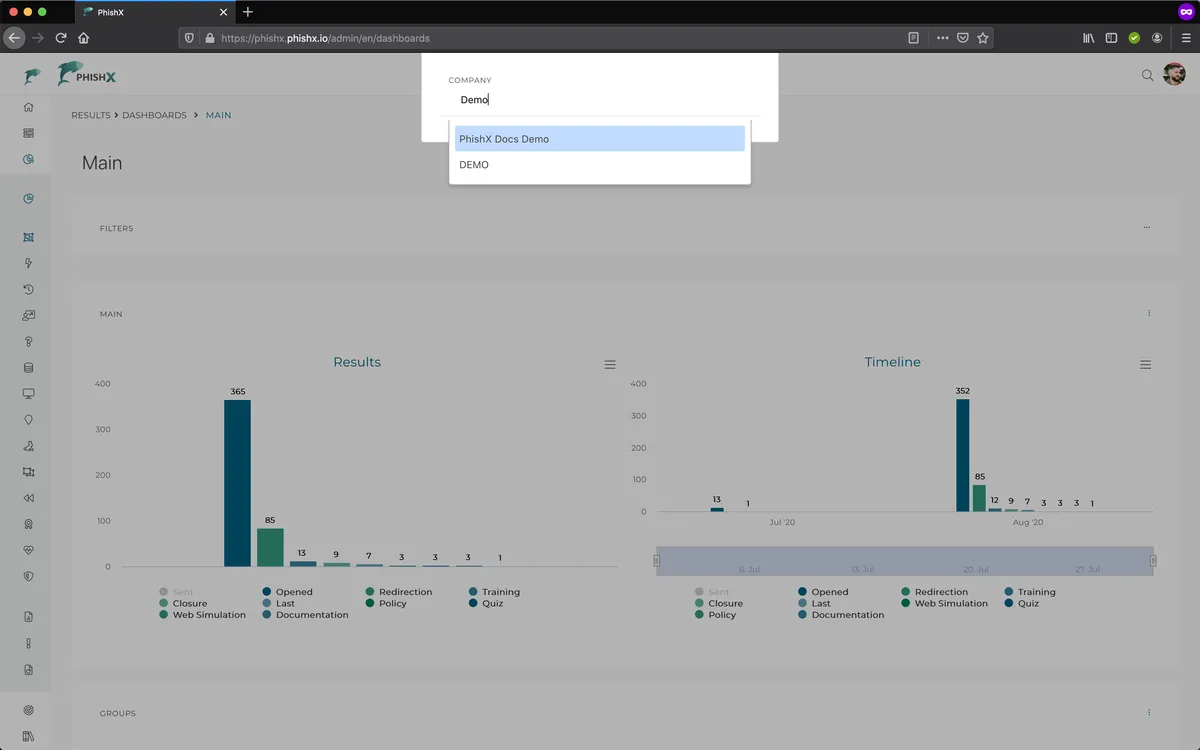 PhishX
https://phishx.phishx.io/admin/en/dashboards
PHISHX
COMPANY
Demo
PhishX Docs Demo
DEMO
RESULTS > DASHBOARDS > MAIN
Main
FILTERS
MAIN
Results
400
300
200
100
0
365
85
13
9
7
3
3
3
1
Sent
Opened
Redirection
Training
Closure
Last
Policy
Quiz
Web Simulation
Documentation
Timeline
400
300
200
100
0
13
1
352
85
12
9
7
3
3
3
1
Jul '20
Aug '20
6. Jul
13. Jul
20. Jul
27. Jul
Sent
Opened
Redirection
Training
Closure
Last
Web Simulation
Quiz
Policy
Documentation
GROUPS